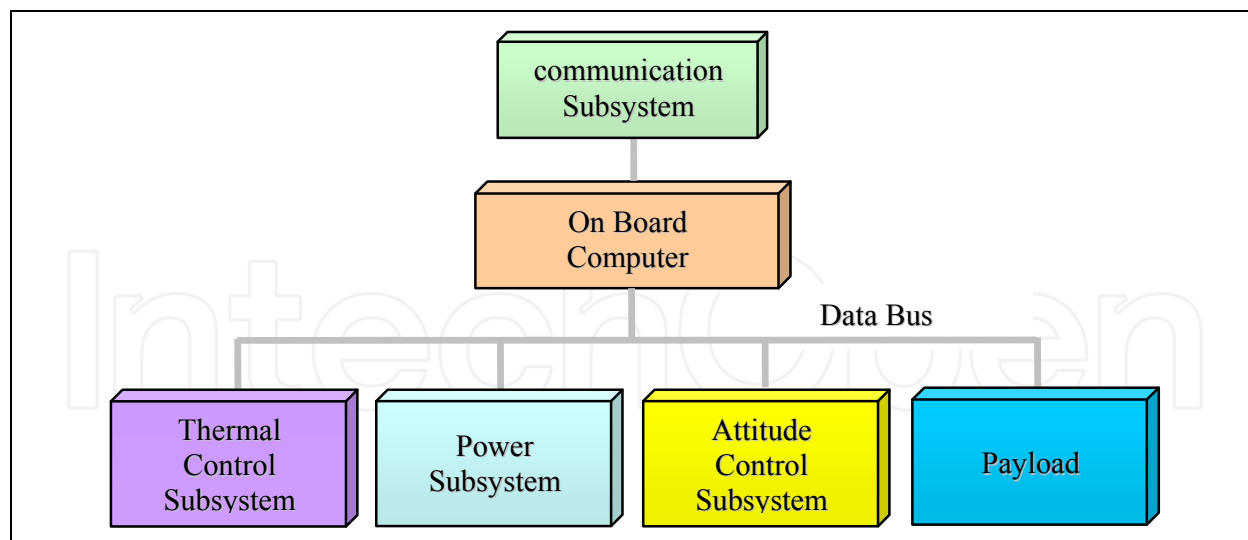 communication
Subsystem
On Board
Computer
Data Bus
IntechOpen
Thermal
Control
Subsystem
Power
Subsystem
Attitude
Control
Subsystem
Payload